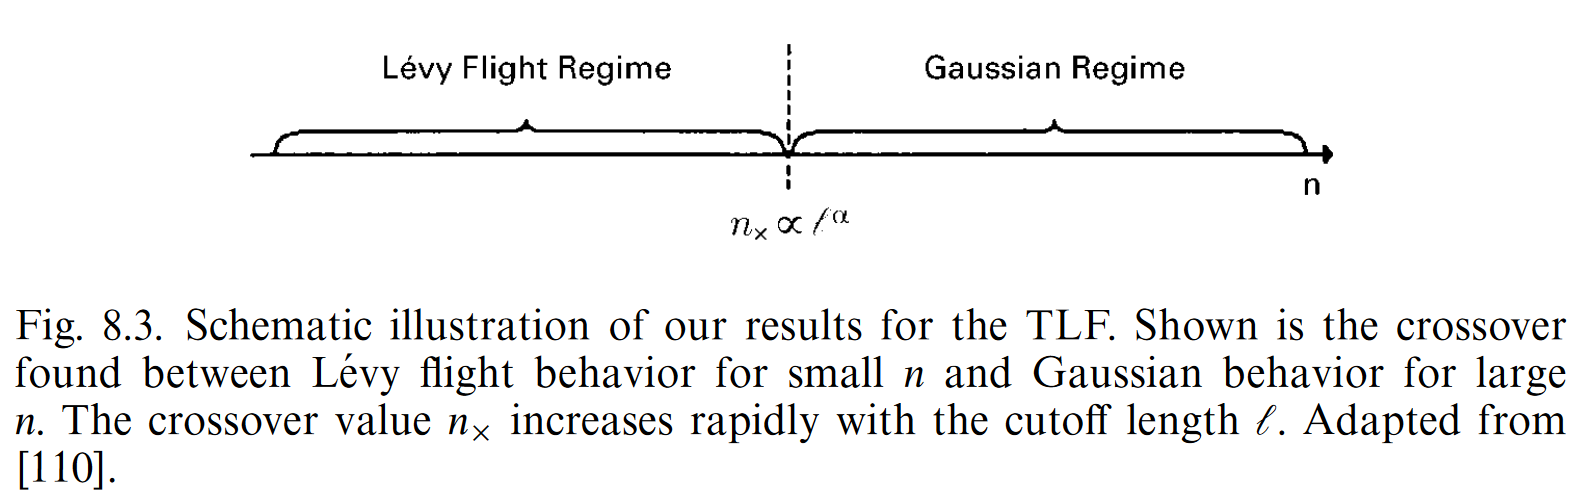 Lévy Flight Regime Gaussian Regime
n
n× ∝ ℓ^α
Fig. 8.3. Schematic illustration of our results for the TLF. Shown is the crossover
found between Lévy flight behavior for small n and Gaussian behavior for large
n. The crossover value n× increases rapidly with the cutoff length ℓ. Adapted from
[110].